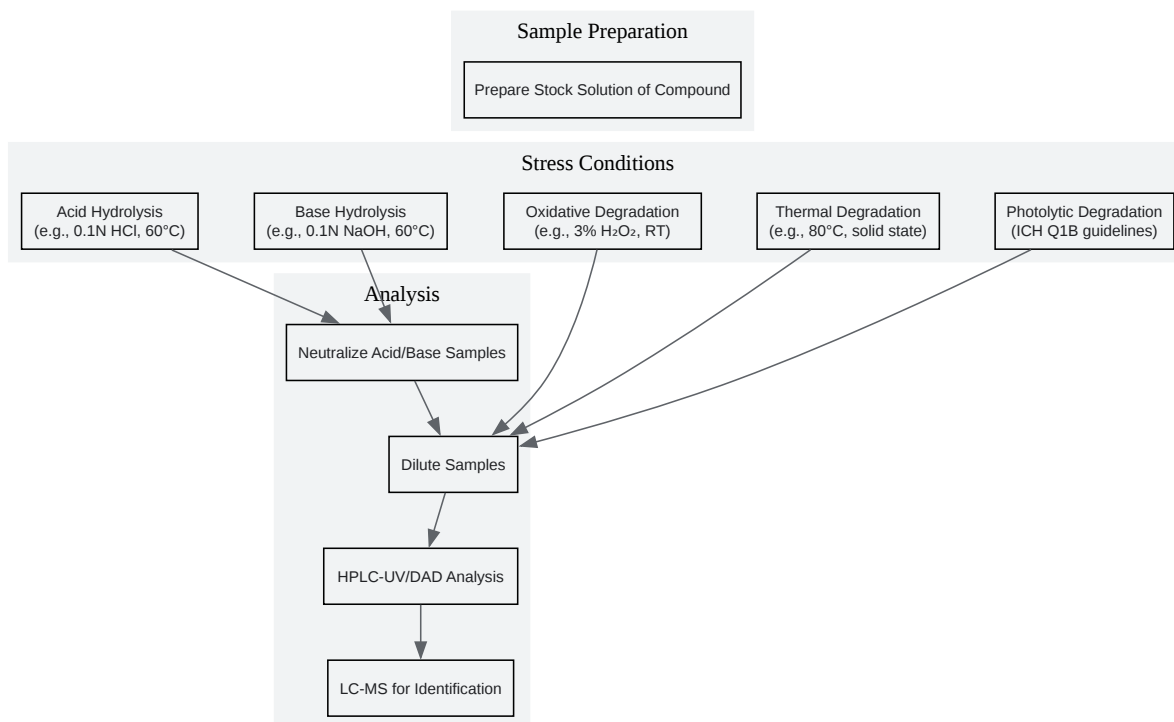 Sample Preparation
Prepare Stock Solution of Compound
Stress Conditions
Acid Hydrolysis
(e.g., 0.1N HCl, 60°C)
Base Hydrolysis
(e.g., 0.1N NaOH, 60°C)
Oxidative Degradation
(e.g., 3% H₂O₂, RT)
Thermal Degradation
(e.g., 80°C, solid state)
Photolytic Degradation
(ICH Q1B guidelines)
Analysis
Neutralize Acid/Base Samples
Dilute Samples
HPLC-UV/DAD Analysis
LC-MS for Identification